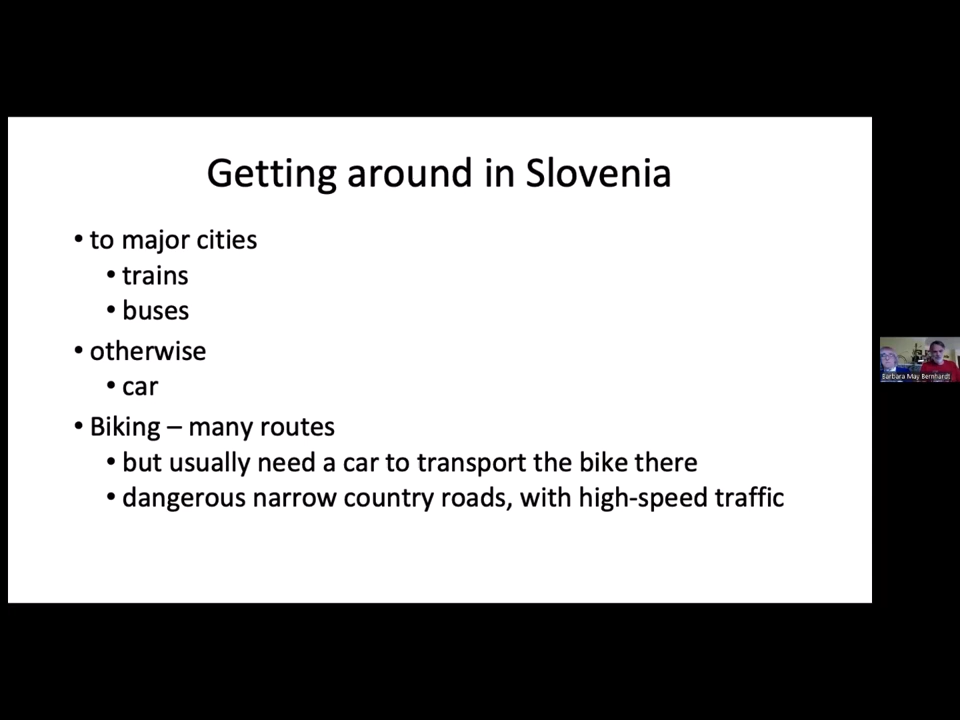 Getting around in Slovenia
• to major cities
• trains
• buses
• otherwise
• car
• Biking – many routes
• but usually need a car to transport the bike there
• dangerous narrow country roads, with high-speed traffic
Barbara May Bernhardt